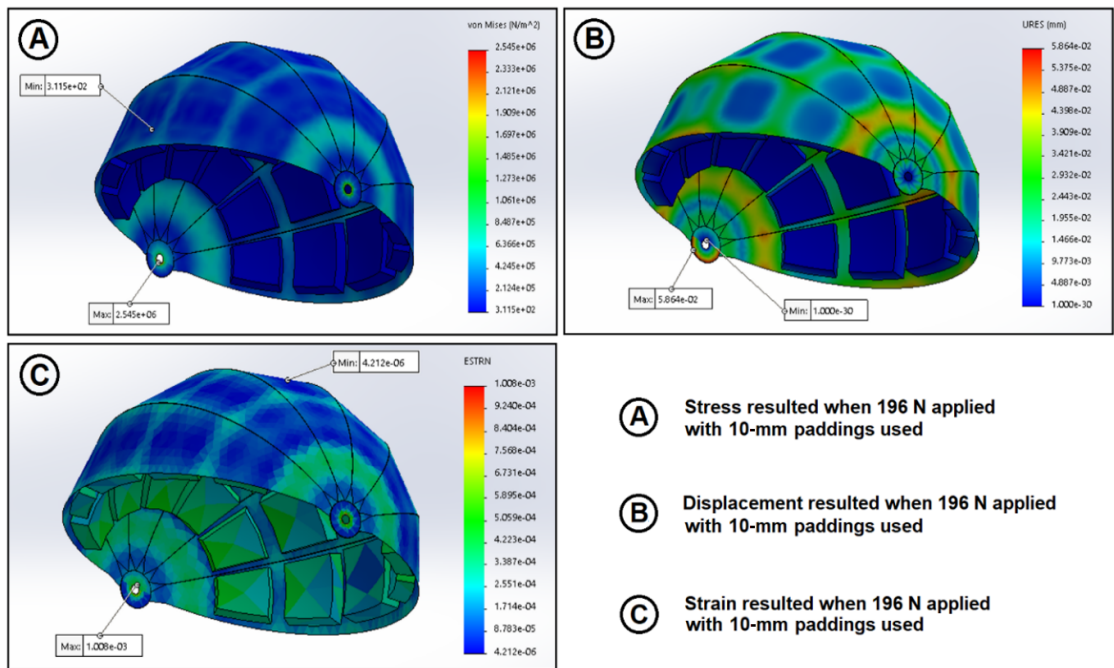 A
von Mises (N/m^2)
2.545e+06
2.333e+06
2.121e+06
1.909e+06
1.697e+06
1.485e+06
1.273e+06
1.061e+06
8.487e+05
6.366e+05
4.245e+05
2.123e+05
3.115e+02
Min: 3.115e+02
Max: 2.545e+06
B
URES (mm)
5.864e-02
5.375e-02
4.887e-02
4.398e-02
3.909e-02
3.421e-02
2.932e-02
2.443e-02
1.955e-02
1.466e-02
9.773e-03
4.887e-03
1.000e-30
Max: 5.864e-02
Min: 1.000e-30
C
ESTRN
1.008e-03
9.240e-04
8.404e-04
7.568e-04
6.731e-04
5.895e-04
5.059e-04
4.223e-04
3.387e-04
2.551e-04
1.714e-04
8.783e-05
4.212e-06
Min: 4.212e-06
Max: 1.008e-03
A
Stress resulted when 196 N applied
with 10-mm paddings used
B
Displacement resulted when 196 N applied
with 10-mm paddings used
C
Strain resulted when 196 N applied
with 10-mm paddings used